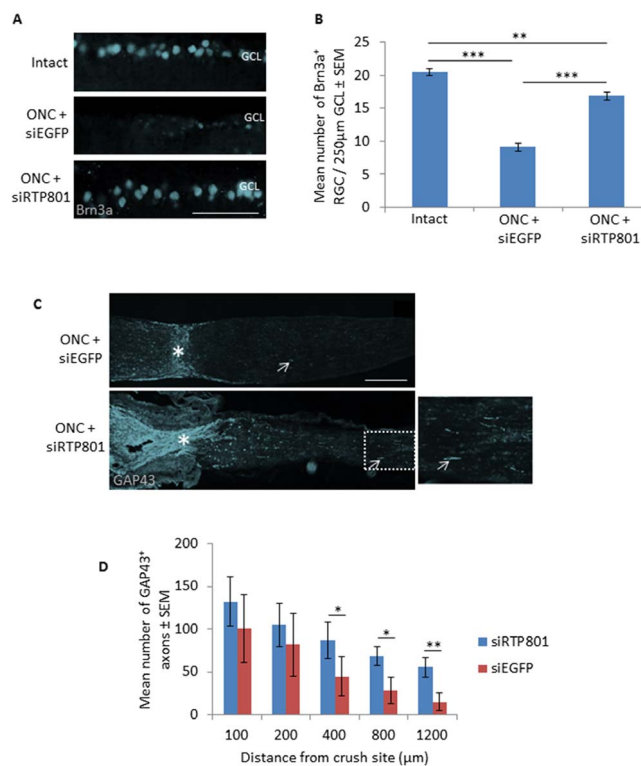 A
Intact
GCL
ONC +
siEGFP
GCL
ONC +
siRTP801
GCL
Brn3a
B
Mean number of Brn3a⁺
RGC / 250µm GCL ± SEM
25
20
15
10
5
0
***
**
***
Intact
ONC +
siEGFP
ONC +
siRTP801
C
ONC +
siEGFP
*
ONC +
siRTP801
*
GAP43
D
Mean number of GAP43⁺
axons ± SEM
200
150
100
50
0
*
*
**
100
200
400
800
1200
Distance from crush site (µm)
siRTP801
siEGFP